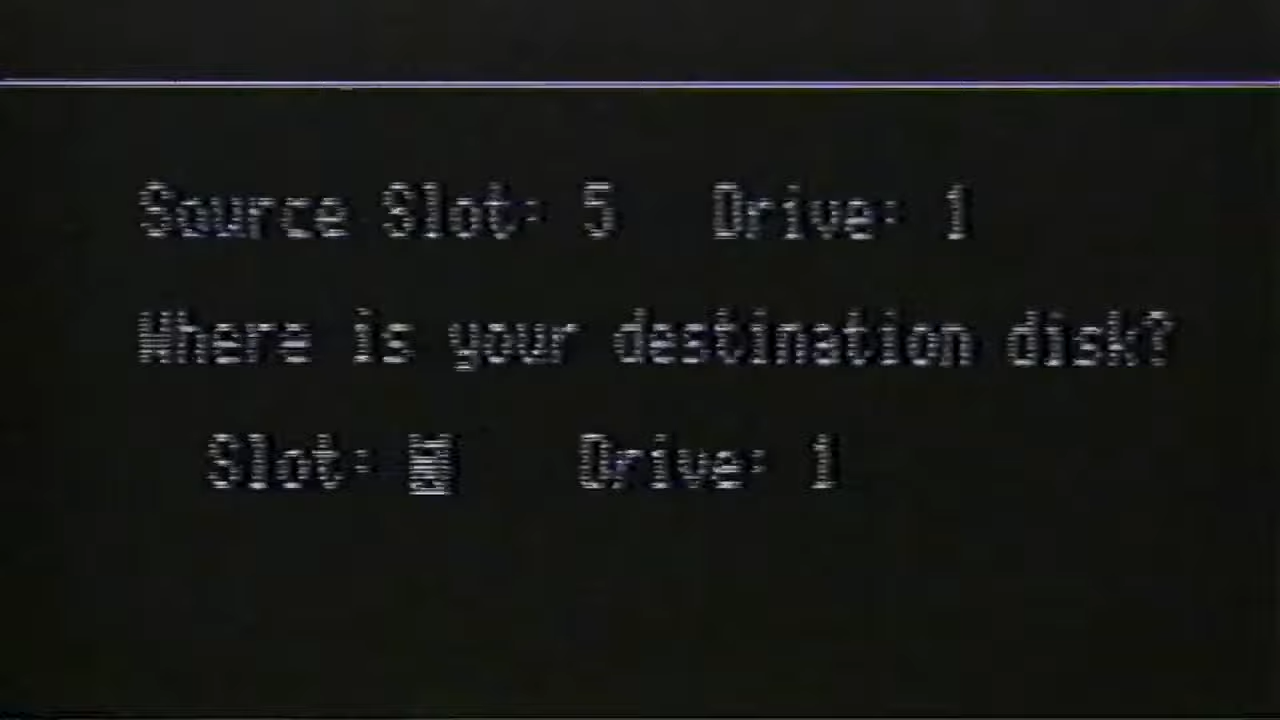 Source Slot: 5 Drive: 1
Where is your destination disk?
Slot: Drive: 1